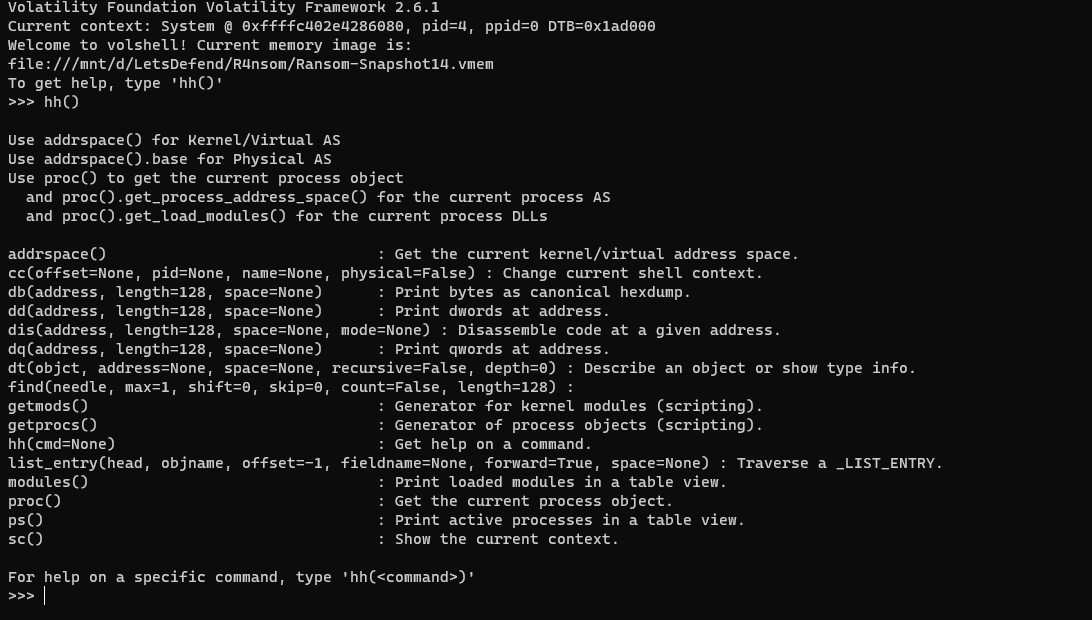 Volatility Foundation Volatility Framework 2.6.1
Current context: System @ 0xffffc402e4286080, pid=4, ppid=0 DTB=0x1ad000
Welcome to volshell! Current memory image is:
file:///mnt/d/LetsDefend/R4nsom/Ransom-Snapshot14.vmem
To get help, type 'hh()'
>>> hh()

Use addrspace() for Kernel/Virtual AS
Use addrspace().base for Physical AS
Use proc() to get the current process object
  and proc().get_process_address_space() for the current process AS
  and proc().get_load_modules() for the current process DLLs

addrspace()                              : Get the current kernel/virtual address space.
cc(offset=None, pid=None, name=None, physical=False) : Change current shell context.
db(address, length=128, space=None)      : Print bytes as canonical hexdump.
dd(address, length=128, space=None)      : Print dwords at address.
dis(address, length=128, space=None, mode=None) : Disassemble code at a given address.
dq(address, length=128, space=None)      : Print qwords at address.
dt(objct, address=None, space=None, recursive=False, depth=0) : Describe an object or show type info.
find(needle, max=1, shift=0, skip=0, count=False, length=128) :
getmods()                                : Generator for kernel modules (scripting).
getprocs()                               : Generator of process objects (scripting).
hh(cmd=None)                             : Get help on a command.
list_entry(head, objname, offset=-1, fieldname=None, forward=True, space=None) : Traverse a _LIST_ENTRY.
modules()                                : Print loaded modules in a table view.
proc()                                   : Get the current process object.
ps()                                     : Print active processes in a table view.
sc()                                     : Show the current context.

For help on a specific command, type 'hh(<command>)'
>>>